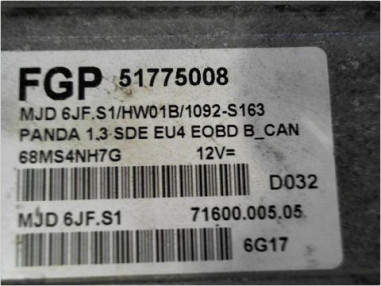 FGP 51775008
MJD 6JF.S1/HW01B/1092-S163
PANDA 1.3 SDE EU4 EOBD B_CAN
68MS4NH7G 12V=
D032
MJD 6JF.S1 71600.005.05
6G17